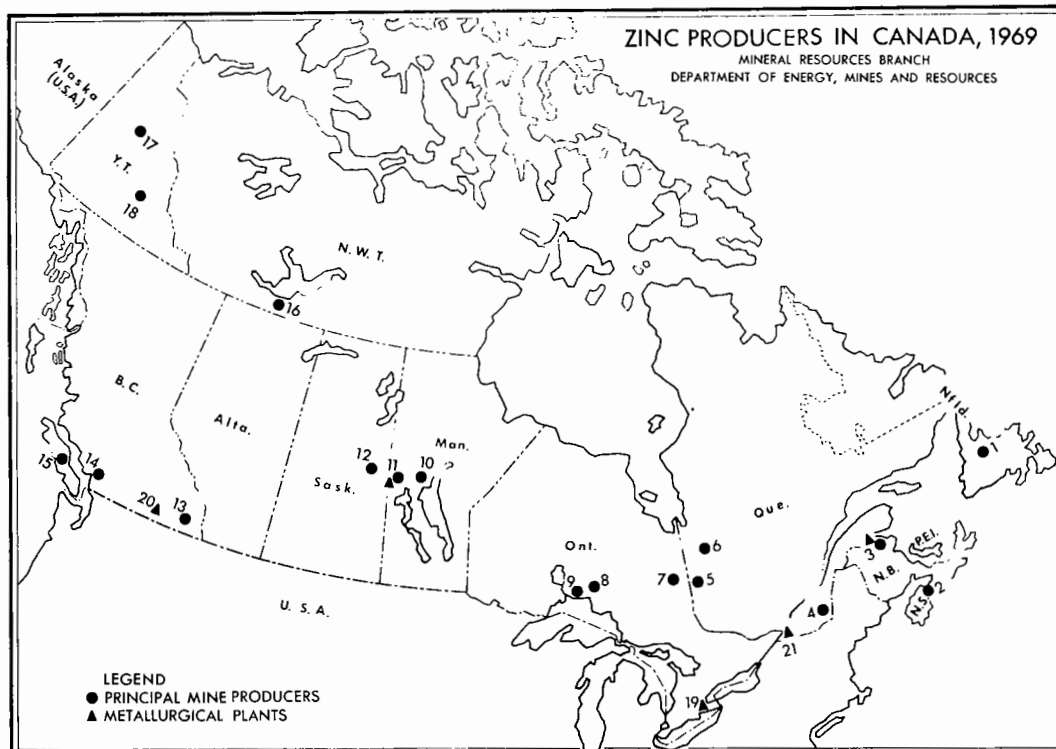 ZINC PRODUCERS IN CANADA, 1969
MINERAL RESOURCES BRANCH
DEPARTMENT OF ENERGY, MINES AND RESOURCES
Alaska
(U.S.A.)
17
Y.T.
18
N.W.T.
16
B.C.
Alta.
Sask.
Man.
Nfld.
1
15
14
20
13
12
11
10
Ont.
Que.
6
7
5
9
8
3
P.E.I.
N.B.
N.S.
2
4
21
19
U.S.A.
LEGEND
● PRINCIPAL MINE PRODUCERS
▲ METALLURGICAL PLANTS